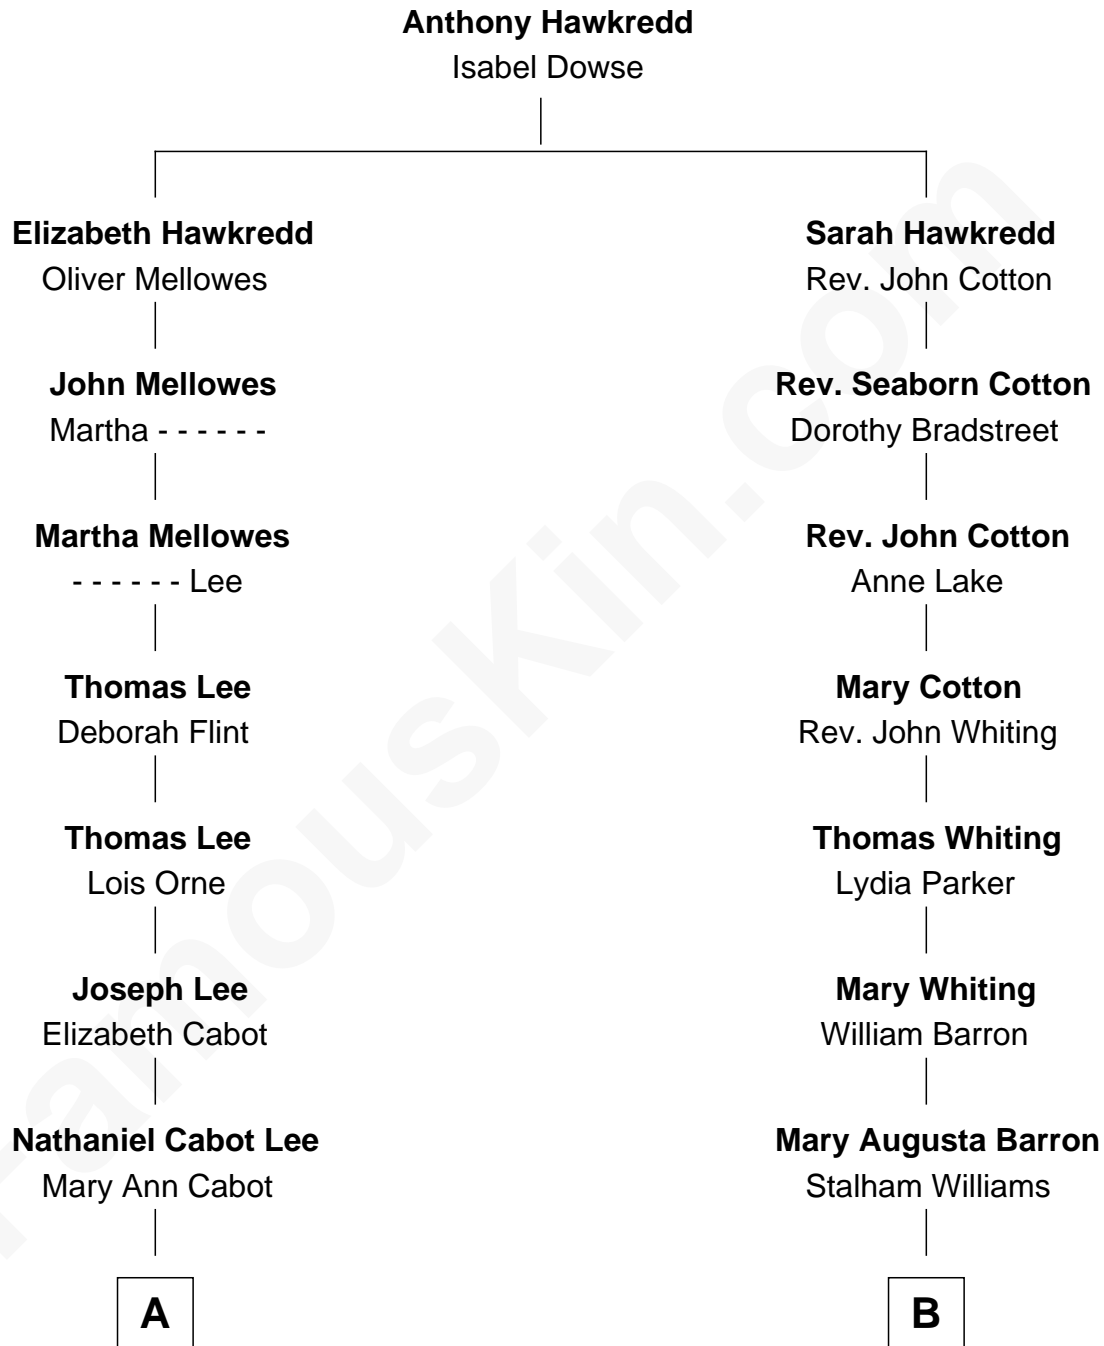 Anthony Hawkredd
Isabel Dowse
Elizabeth Hawkredd
Oliver Mellowes
Sarah Hawkredd
Rev. John Cotton
John Mellowes
Martha - - - - - -
Rev. Seaborn Cotton
Dorothy Bradstreet
Martha Mellowes
- - - - - - Lee
Rev. John Cotton
Anne Lake
Thomas Lee
Deborah Flint
Mary Cotton
Rev. John Whiting
Thomas Lee
Lois Orne
Thomas Whiting
Lydia Parker
Joseph Lee
Elizabeth Cabot
Mary Whiting
William Barron
Nathaniel Cabot Lee
Mary Ann Cabot
Mary Augusta Barron
Stalham Williams
A
B
FamousKin.com